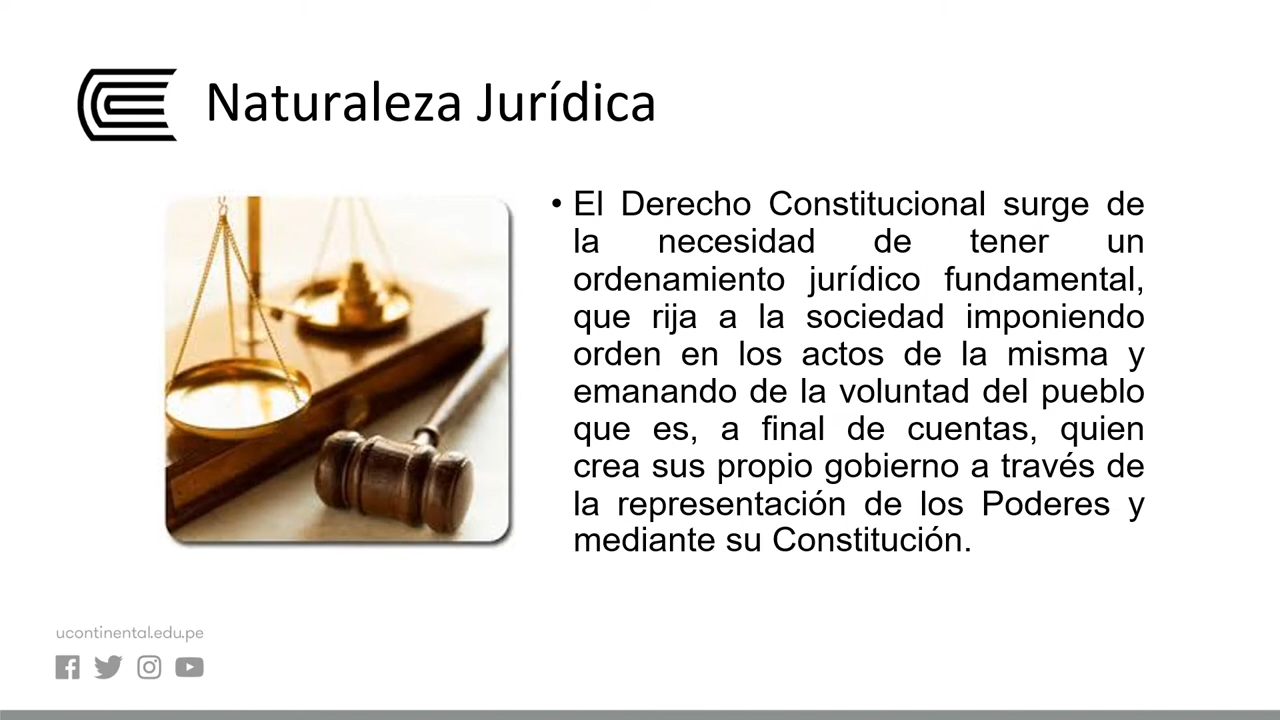 Naturaleza Jurídica
• El Derecho Constitucional surge de
la necesidad de tener un
ordenamiento jurídico fundamental,
que rija a la sociedad imponiendo
orden en los actos de la misma y
emanando de la voluntad del pueblo
que es, a final de cuentas, quien
crea sus propio gobierno a través de
la representación de los Poderes y
mediante su Constitución.
ucontinental.edu.pe